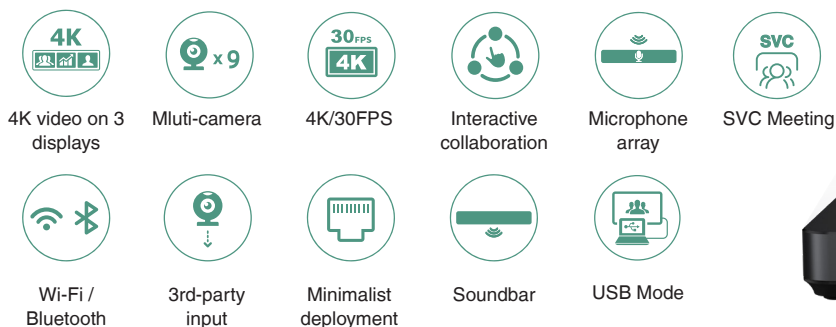 4K
x 9
30FPS
4K
SVC
4K video on 3
displays
Mluti-camera
4K/30FPS
Interactive
collaboration
Microphone
array
SVC Meeting
Wi-Fi /
Bluetooth
3rd-party
input
Minimalist
deployment
Soundbar
USB Mode